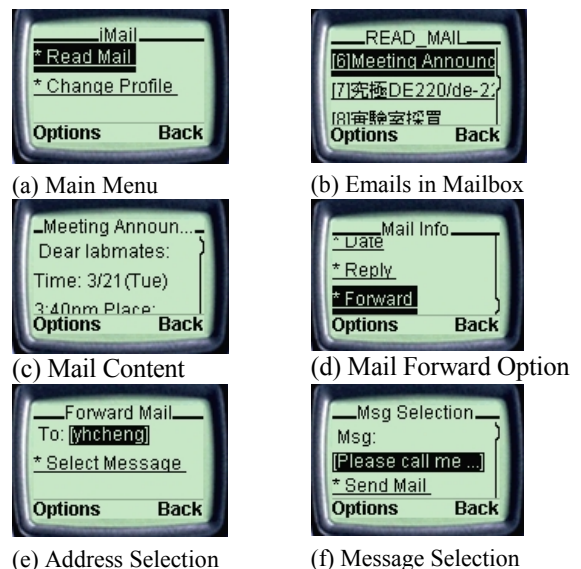 iMail
* Read Mail
* Change Profile
Options Back
(a) Main Menu
READ_MAIL
[6]Meeting Announc
[7]究極DE220/de-22
[8]實驗室採買
Options Back
(b) Emails in Mailbox
Meeting Announ...
Dear labmates:
Time: 3/21(Tue)
3:40pm Place:
Options Back
(c) Mail Content
Mail Info
* Date
* Reply
* Forward
Options Back
(d) Mail Forward Option
Forward Mail
To: [yhcheng]
* Select Message
Options Back
(e) Address Selection
Msg Selection
Msg:
[Please call me ...]
* Send Mail
Options Back
(f) Message Selection